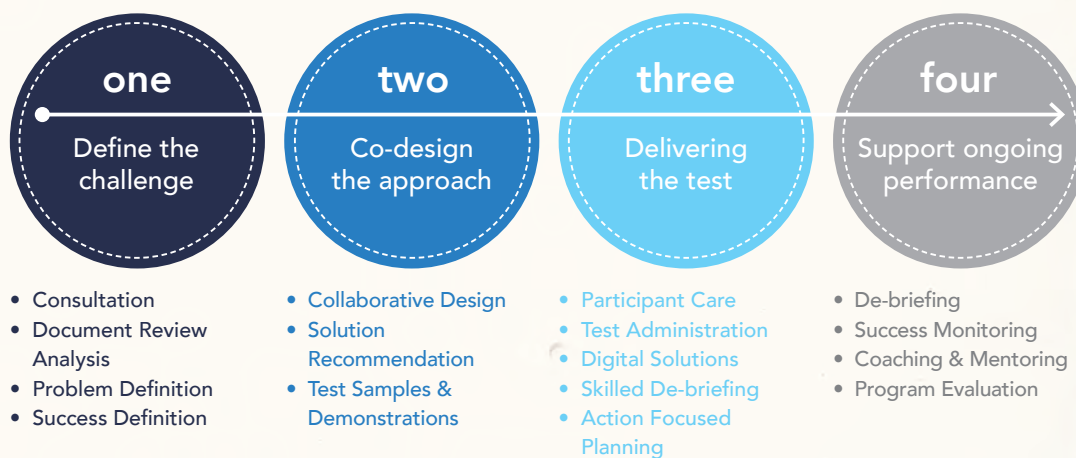 one
Define the
challenge
• Consultation
• Document Review
Analysis
• Problem Definition
• Success Definition
two
Co-design
the approach
• Collaborative Design
• Solution
Recommendation
• Test Samples &
Demonstrations
three
Delivering
the test
• Participant Care
• Test Administration
• Digital Solutions
• Skilled De-briefing
• Action Focused
Planning
four
Support ongoing
performance
• De-briefing
• Success Monitoring
• Coaching & Mentoring
• Program Evaluation